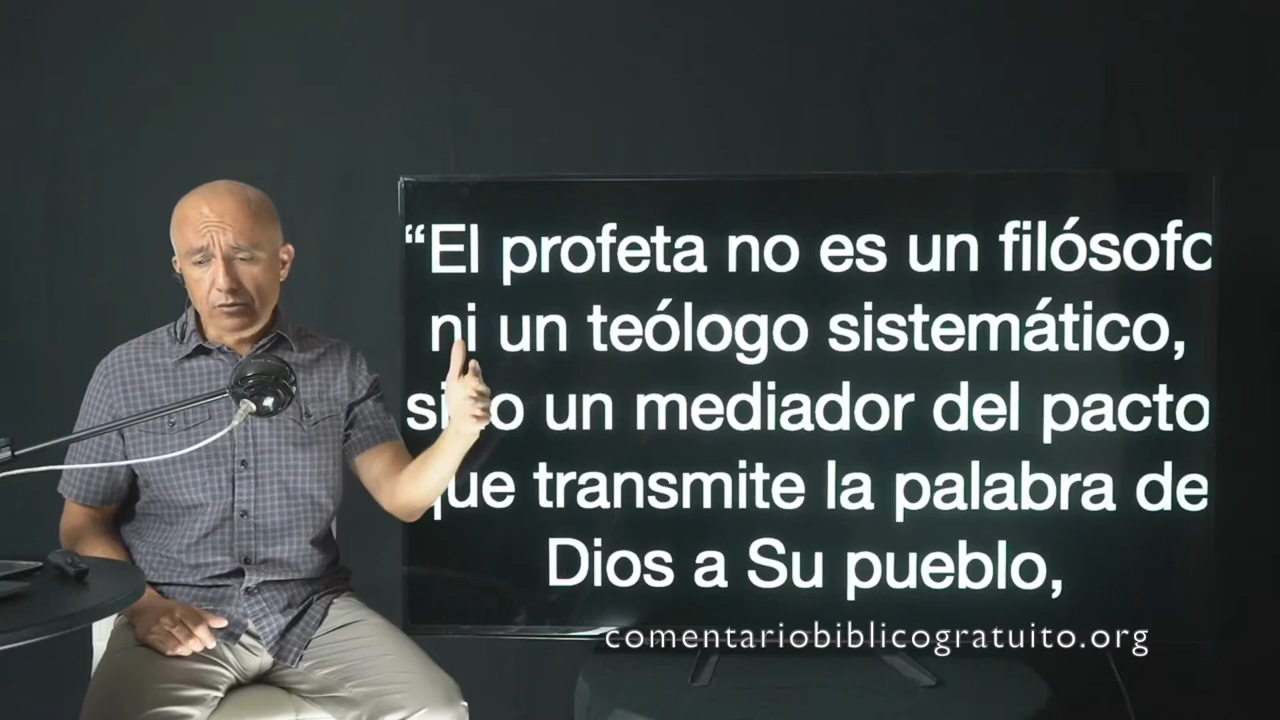 “El profeta no es un filósofo
ni un teólogo sistemático,
sino un mediador del pacto
que transmite la palabra de
Dios a Su pueblo,
comentariobiblicogratuito.org